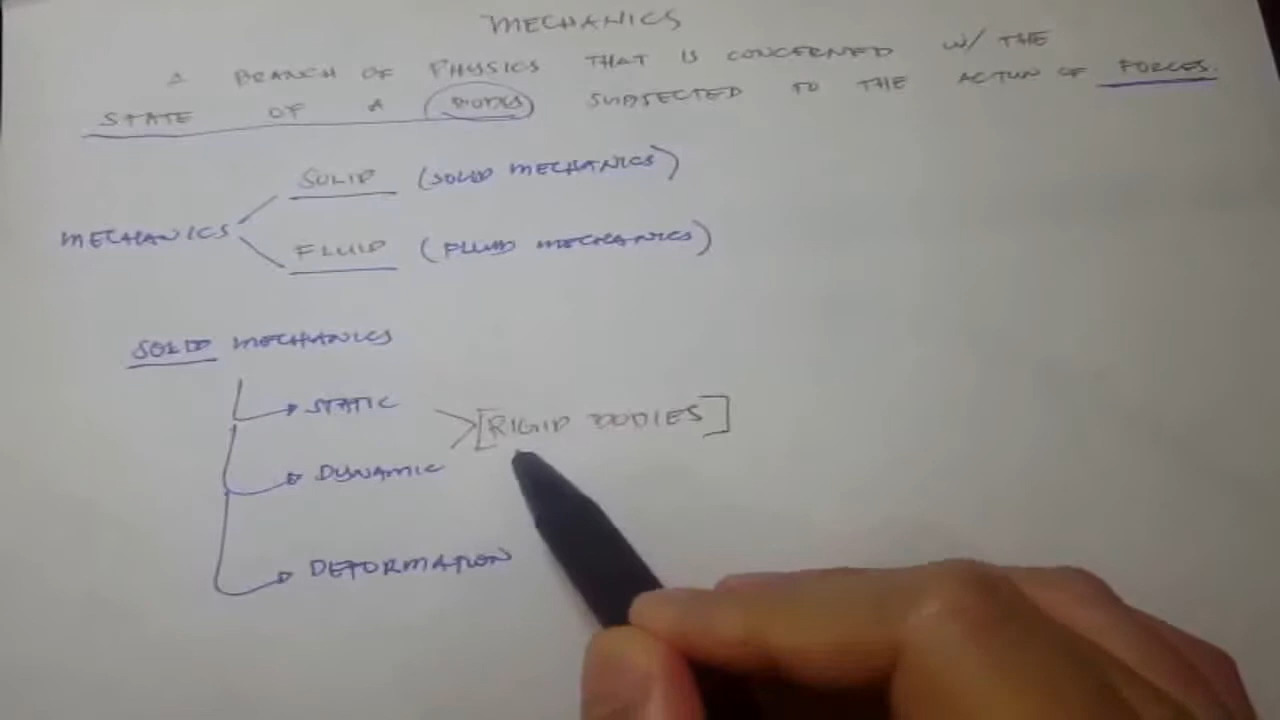 MECHANICS
A BRANCH OF PHYSICS THAT IS CONCERNED W/ THE
STATE OF A BODIES SUBJECTED TO THE ACTION OF FORCES.
SOLID (SOLID MECHANICS)
MECHANICS
FLUID (FLUID MECHANICS)
SOLID MECHANICS
STATIC
[RIGID BODIES]
DYNAMIC
DEFORMATION